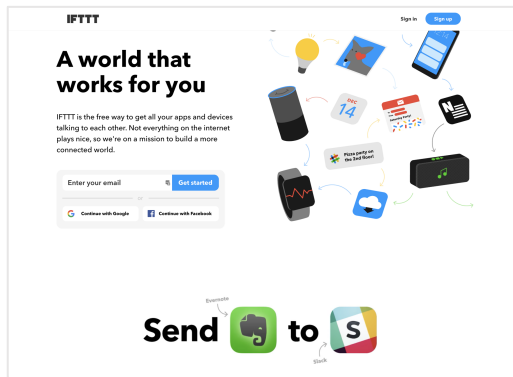 IFTTT
Sign in
Sign up
A world that
works for you
IFTTT is the free way to get all your apps and devices
talking to each other. Not everything on the internet
plays nice, so we're on a mission to build a more
connected world.
Enter your email
Get started
or
Continue with Google
Continue with Facebook
DEC
14
Saturday Party!
N
Pizza party on
the 2nd floor!
Evernote
Send to S
Slack